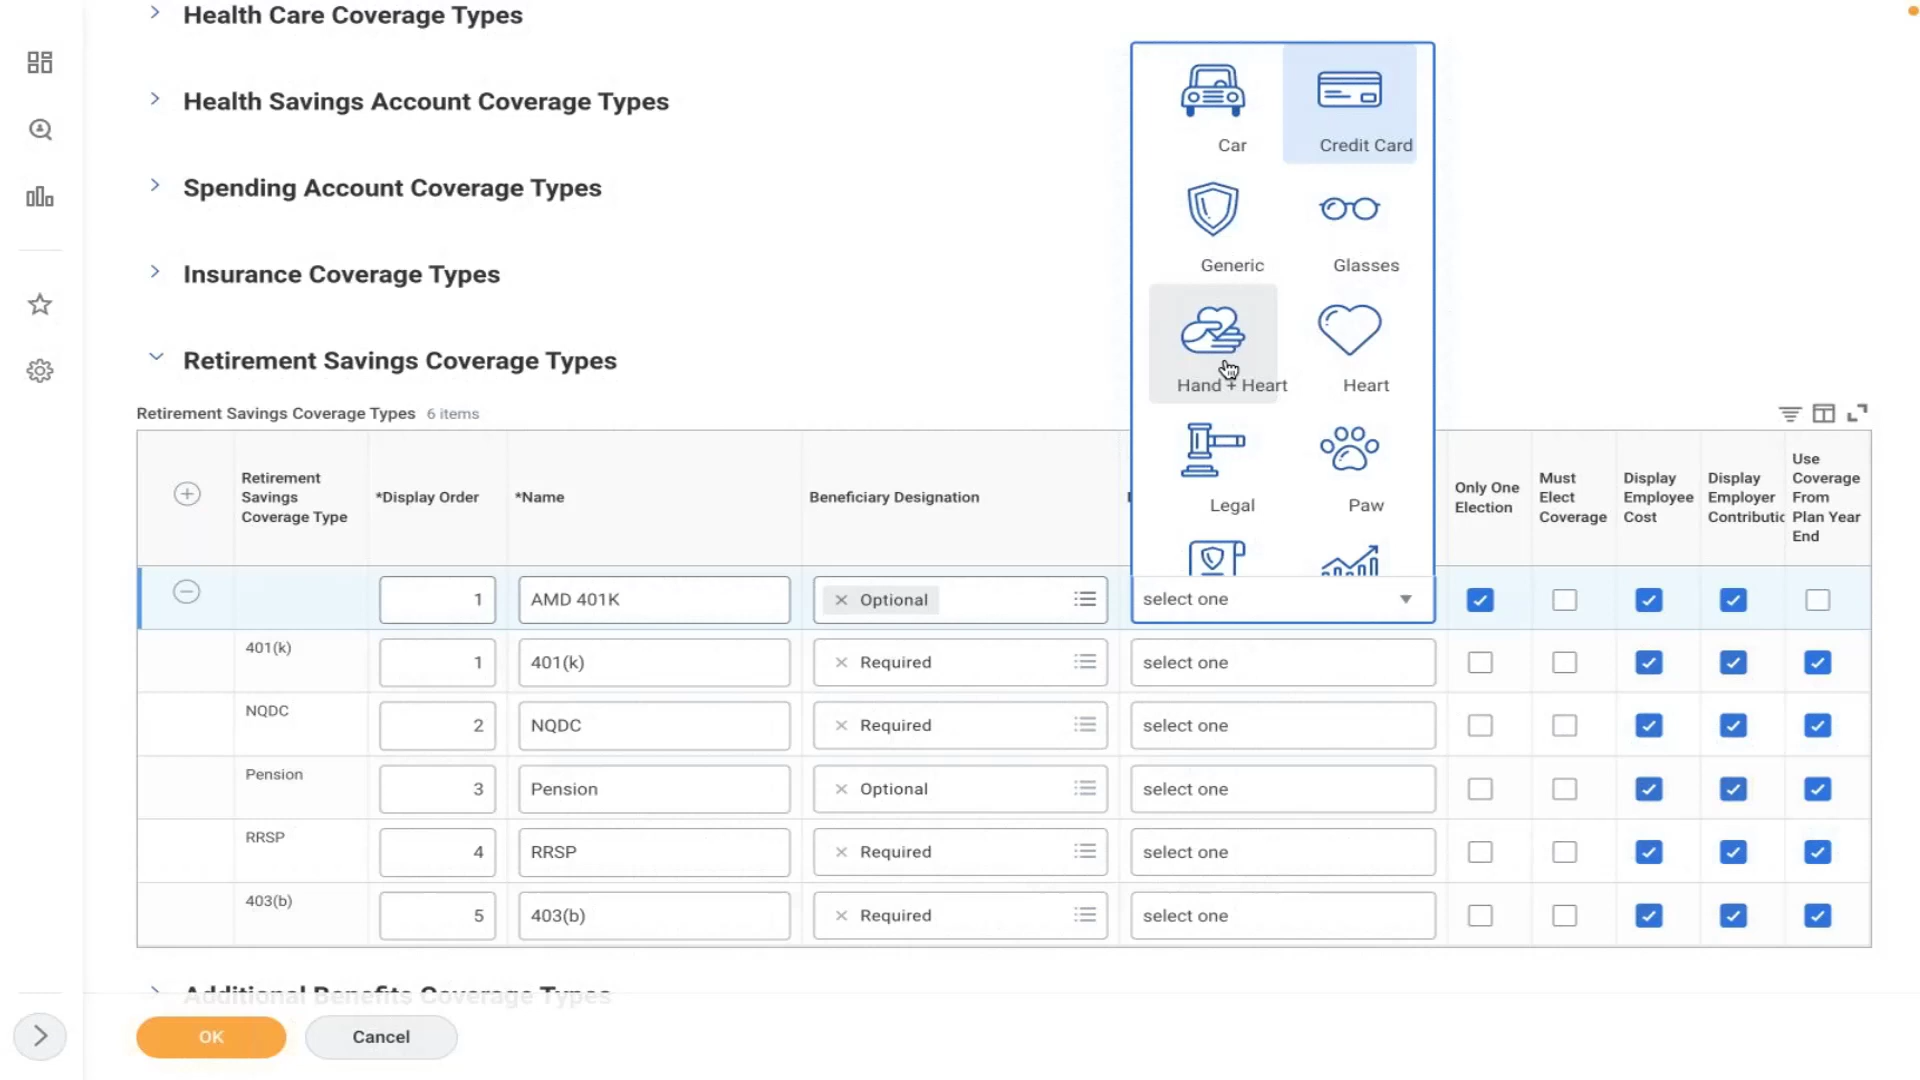 Health Care Coverage Types
Health Savings Account Coverage Types
Spending Account Coverage Types
Insurance Coverage Types
Retirement Savings Coverage Types
Car
Credit Card
Generic
Glasses
Hand + Heart
Heart
Legal
Paw
Retirement Savings Coverage Types 6 items
Retirement
Savings
Coverage Type
*Display Order
*Name
Beneficiary Designation
Only One
Election
Must
Elect
Coverage
Display
Employee
Cost
Display
Employer
Contributic
Use
Coverage
From
Plan Year
End
1 AMD 401K Optional select one
401(k) 1 401(k) Required select one
NQDC 2 NQDC Required select one
Pension 3 Pension Optional select one
RRSP 4 RRSP Required select one
403(b) 5 403(b) Required select one
Additional Benefits Coverage Types
OK
Cancel